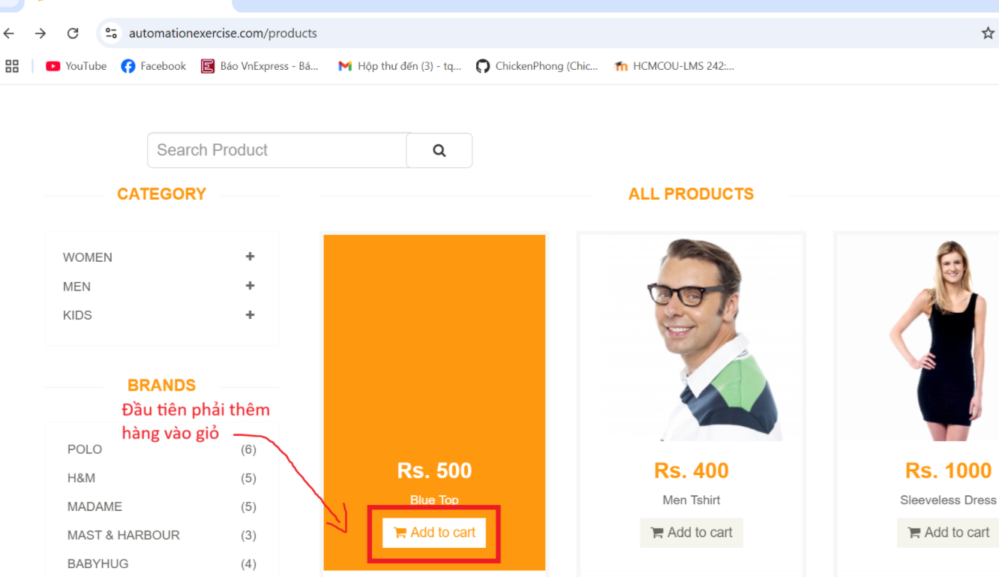 automationexercise.com/products
YouTube
Facebook
Báo VnExpress - Bá...
Hộp thư đến (3) - tq...
ChickenPhong (Chic...
HCMCOU-LMS 242:...
Search Product
CATEGORY
WOMEN +
MEN +
KIDS +
BRANDS
Đầu tiên phải thêm
hàng vào giỏ
POLO (6)
H&M (5)
MADAME (5)
MAST & HARBOUR (3)
BABYHUG (4)
ALL PRODUCTS
Rs. 500
Blue Top
Add to cart
Rs. 400
Men Tshirt
Add to cart
Rs. 1000
Sleeveless Dress
Add to cart